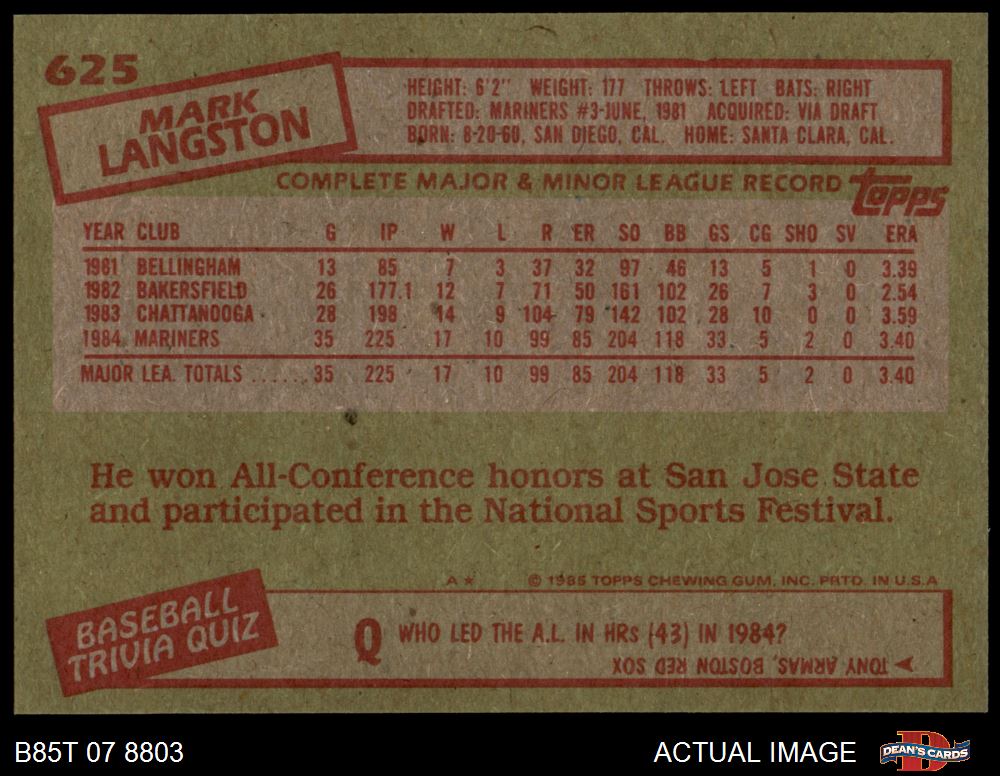 625
MARK
LANGSTON
HEIGHT: 6'2" WEIGHT: 177 THROWS: LEFT BATS: RIGHT
DRAFTED: MARINERS #3-JUNE, 1981 ACQUIRED: VIA DRAFT
BORN: 8-20-60, SAN DIEGO, CAL. HOME: SANTA CLARA, CAL.
COMPLETE MAJOR & MINOR LEAGUE RECORD
topps
YEAR CLUB G IP W L R ER SO BB GS CG SHO SV ERA
1981 BELLINGHAM 13 85 7 3 37 32 97 46 13 5 1 0 3.39
1982 BAKERSFIELD 26 177.1 12 7 71 50 161 102 26 7 3 0 2.54
1983 CHATTANOOGA 28 198 14 9 104 79 142 102 28 10 0 0 3.59
1984 MARINERS 35 225 17 10 99 85 204 118 33 5 2 0 3.40
MAJOR LEA. TOTALS ...... 35 225 17 10 99 85 204 118 33 5 2 0 3.40
He won All-Conference honors at San Jose State
and participated in the National Sports Festival.
A★ © 1985 TOPPS CHEWING GUM, INC. PRTD. IN U.S.A
BASEBALL
TRIVIA QUIZ
Q WHO LED THE A.L. IN HRs (43) IN 1984?
TONY ARMAS, BOSTON RED SOX
B85T 07 8803
ACTUAL IMAGE
D
DEAN'S CARDS